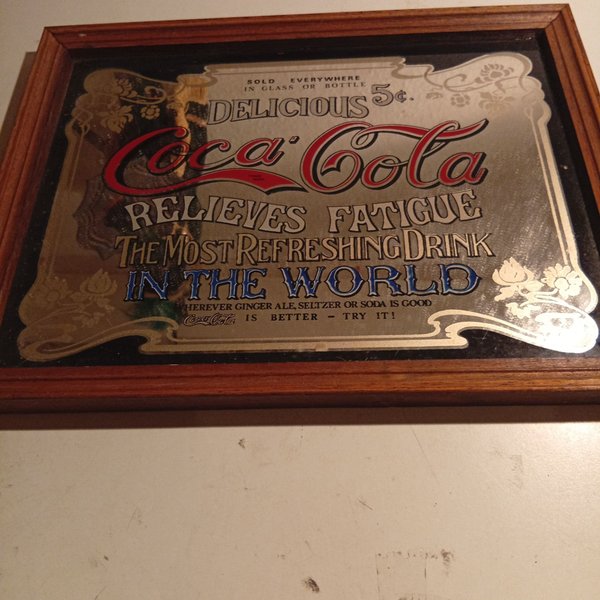 SOLD EVERYWHERE
IN GLASS OR BOTTLE
DELICIOUS 5¢.
Coca-Cola
RELIEVES FATIGUE
THE MOST REFRESHING DRINK
IN THE WORLD
WHEREVER GINGER ALE, SELTZER OR SODA IS GOOD
Coca-Cola IS BETTER - TRY IT!